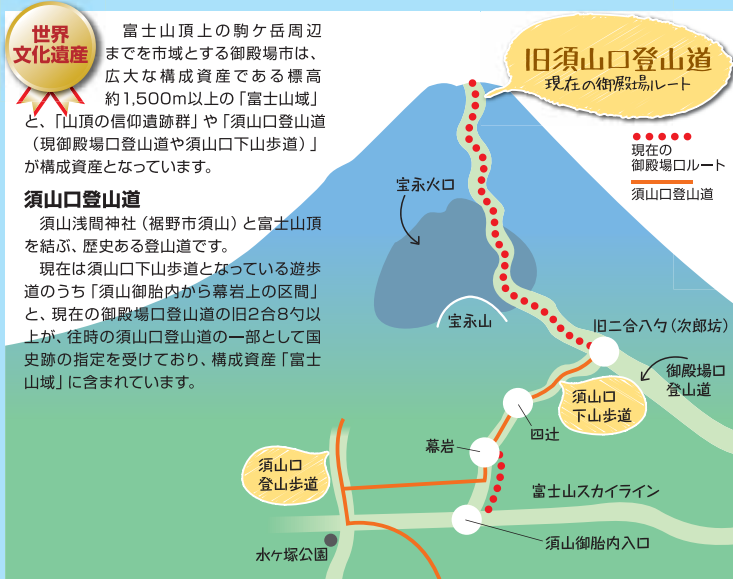 世界
文化遺産
富士山頂上の駒ケ岳周辺
までを市域とする御殿場市は、
広大な構成資産である標高
約1,500m以上の「富士山域」
と、「山頂の信仰遺跡群」や「須山口登山道
（現御殿場口登山道や須山口下山歩道）」
が構成資産となっています。
須山口登山道
須山浅間神社（裾野市須山）と富士山頂
を結ぶ、歴史ある登山道です。
現在は須山口下山歩道となっている遊歩
道のうち「須山御胎内から幕岩上の区間」
と、現在の御殿場口登山道の旧2合8勺以
上が、往時の須山口登山道の一部として国
史跡の指定を受けており、構成資産「富士
山域」に含まれています。
旧須山口登山道
現在の御殿場ルート
現在の
御殿場口ルート
須山口登山道
宝永火口
宝永山
旧二合八勺（次郎坊）
御殿場口
登山道
須山口
下山歩道
四辻
幕岩
須山口
登山歩道
富士山スカイライン
須山御胎内入口
水ヶ塚公園